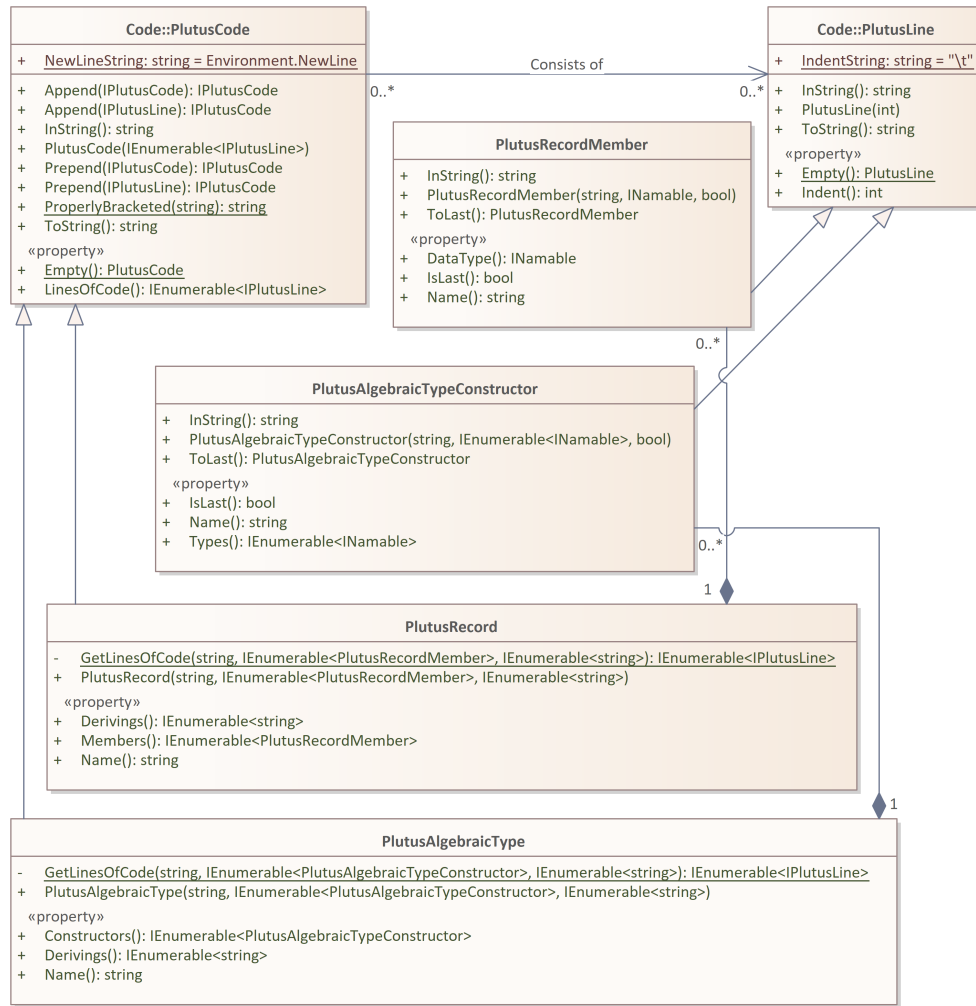 Code::PlutusCode
+ NewLineString: string = Environment.NewLine
+ Append(IPlutusCode): IPlutusCode
+ Append(IPlutusLine): IPlutusCode
+ InString(): string
+ PlutusCode(IEnumerable<IPlutusLine>)
+ Prepend(IPlutusCode): IPlutusCode
+ Prepend(IPlutusLine): IPlutusCode
+ ProperlyBracketed(string): string
+ ToString(): string
«property»
+ Empty(): PlutusCode
+ LinesOfCode(): IEnumerable<IPlutusLine>
Consists of
0..*
0..*
Code::PlutusLine
+ IndentString: string = "\t"
+ InString(): string
+ PlutusLine(int)
+ ToString(): string
«property»
+ Empty(): PlutusLine
+ Indent(): int
PlutusRecordMember
+ InString(): string
+ PlutusRecordMember(string, INamable, bool)
+ ToLast(): PlutusRecordMember
«property»
+ DataType(): INamable
+ IsLast(): bool
+ Name(): string
0..*
PlutusAlgebraicTypeConstructor
+ InString(): string
+ PlutusAlgebraicTypeConstructor(string, IEnumerable<INamable>, bool)
+ ToLast(): PlutusAlgebraicTypeConstructor
«property»
+ IsLast(): bool
+ Name(): string
+ Types(): IEnumerable<INamable>
0..*
1
PlutusRecord
- GetLinesOfCode(string, IEnumerable<PlutusRecordMember>, IEnumerable<string>): IEnumerable<IPlutusLine>
+ PlutusRecord(string, IEnumerable<PlutusRecordMember>, IEnumerable<string>)
«property»
+ Derivings(): IEnumerable<string>
+ Members(): IEnumerable<PlutusRecordMember>
+ Name(): string
1
PlutusAlgebraicType
- GetLinesOfCode(string, IEnumerable<PlutusAlgebraicTypeConstructor>, IEnumerable<string>): IEnumerable<IPlutusLine>
+ PlutusAlgebraicType(string, IEnumerable<PlutusAlgebraicTypeConstructor>, IEnumerable<string>)
«property»
+ Constructors(): IEnumerable<PlutusAlgebraicTypeConstructor>
+ Derivings(): IEnumerable<string>
+ Name(): string